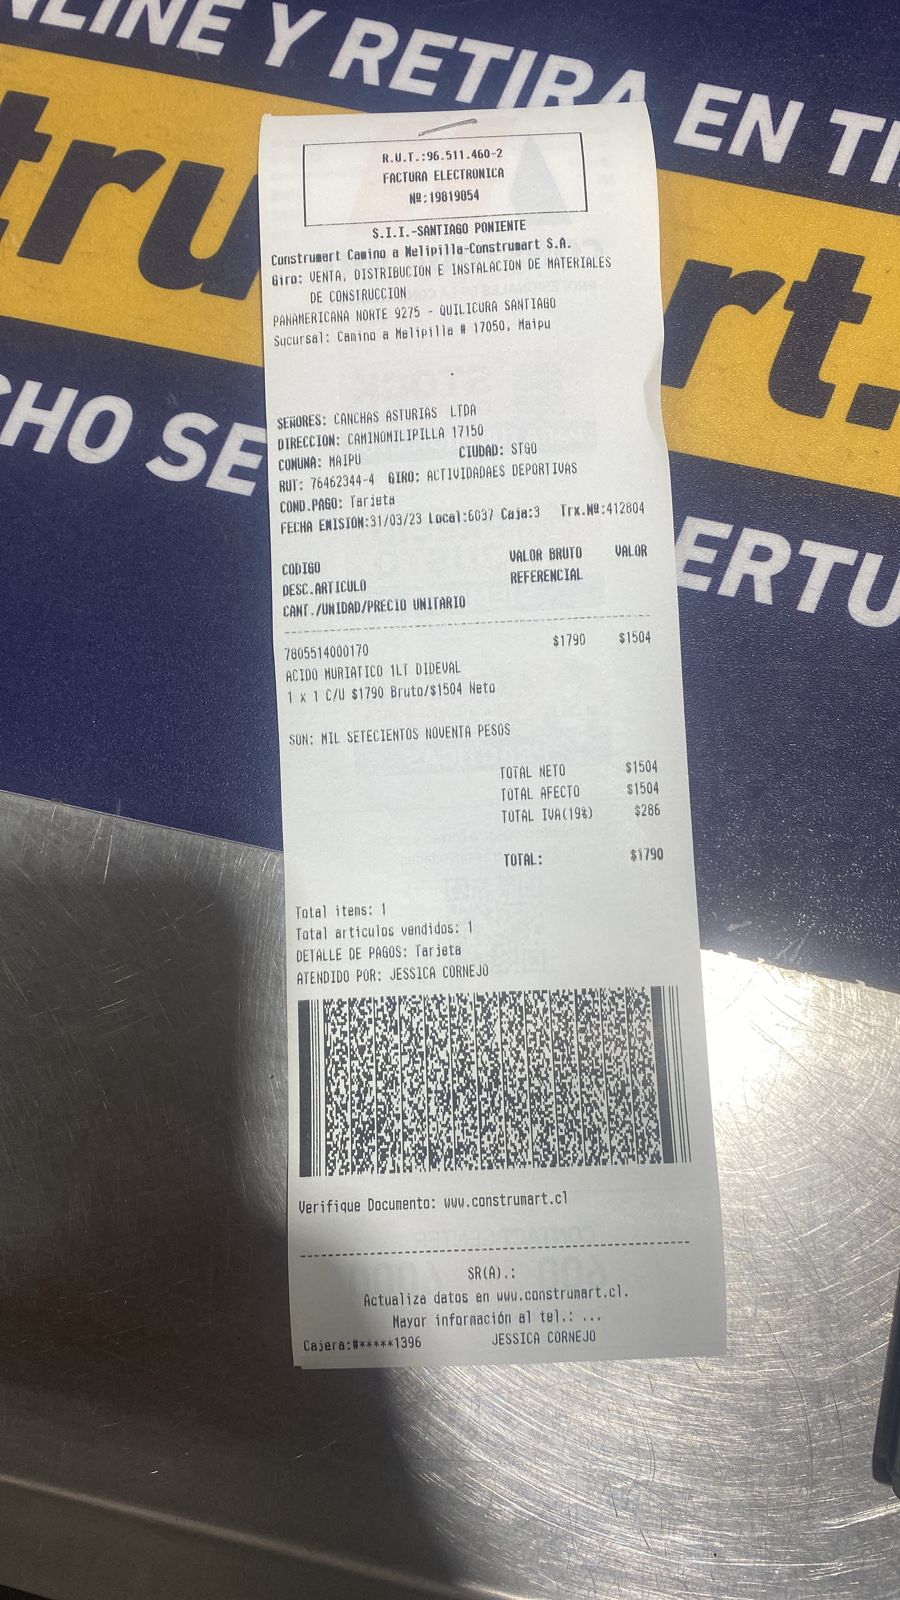 NLINE Y RETIRA EN TI
tru
rt.
CHO SE
ERTU
R.U.T.:96.511.460-2
FACTURA ELECTRONICA
Nº:19819854
S.I.I.-SANTIAGO PONIENTE
Construmart Camino a Melipilla-Construmart S.A.
Giro: VENTA, DISTRIBUCIÓN E INSTALACION DE MATERIALES
DE CONSTRUCCION
PANAMERICANA NORTE 9275 - QUILICURA SANTIAGO
Sucursal: Camino a Melipilla # 17050, Maipu
SEÑORES: CANCHAS ASTURIAS LTDA
DIRECCION: CAMINOMILIPILLA 17150
COMUNA: MAIPU CIUDAD: STGO
RUT: 76462344-4 GIRO: ACTIVIDADAES DEPORTIVAS
COND.PAGO: Tarjeta
FECHA EMISION:31/03/23 Local:6037 Caja:3 Trx.Nº:412804
CODIGO VALOR BRUTO VALOR
DESC.ARTICULO REFERENCIAL
CANT./UNIDAD/PRECIO UNITARIO
7805514000170 $1790 $1504
ACIDO MURIATICO 1LT DIDEVAL
1 x 1 C/U $1790 Bruto/$1504 Neto
SON: MIL SETECIENTOS NOVENTA PESOS
TOTAL NETO $1504
TOTAL AFECTO $1504
TOTAL IVA(19%) $286
TOTAL: $1790
Total items: 1
Total articulos vendidos: 1
DETALLE DE PAGOS: Tarjeta
ATENDIDO POR: JESSICA CORNEJO
Verifique Documento: www.construmart.cl
SR(A).:
Actualiza datos en www.construmart.cl.
Mayor información al tel.: ...
Cajera:#*****1396 JESSICA CORNEJO